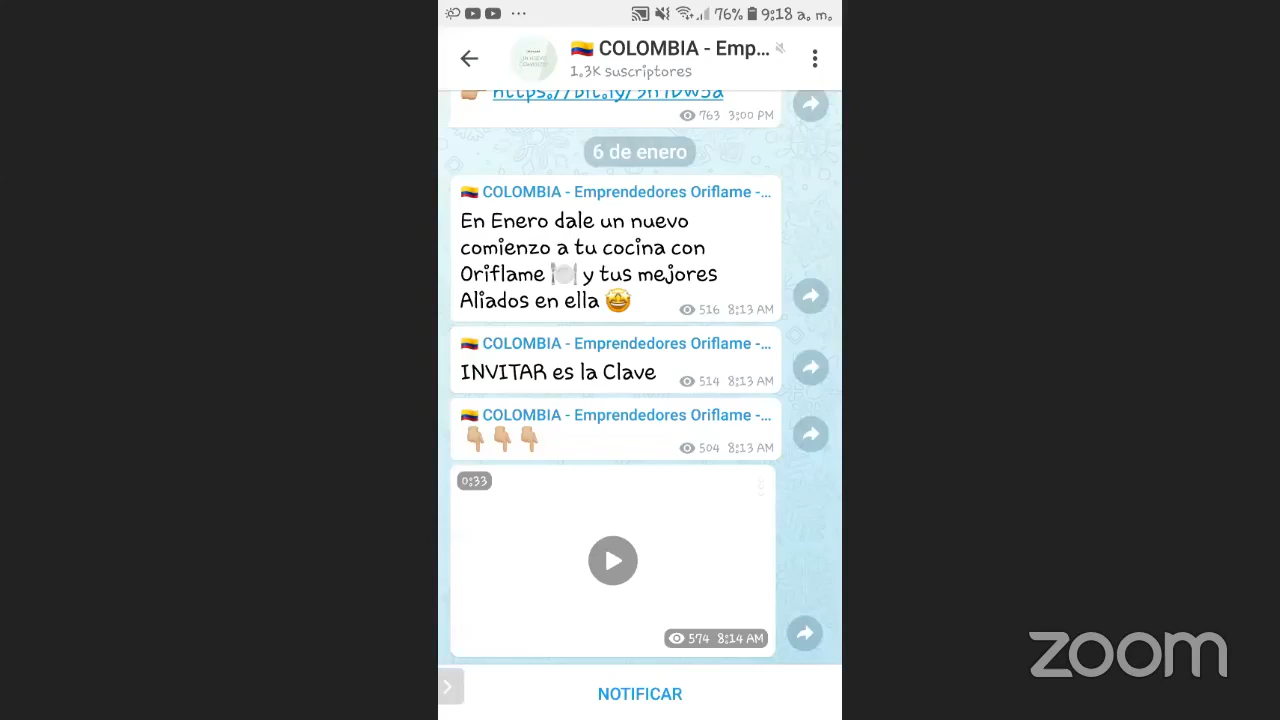 76% 9:18 a. m.
COLOMBIA - Emp...
1.3K suscriptores
763 3:00 PM
6 de enero
COLOMBIA - Emprendedores Oriflame -...
En Enero dale un nuevo
comienzo a tu cocina con
Oriflame 🍽️ y tus mejores
Aliados en ella 🤩
516 8:13 AM
COLOMBIA - Emprendedores Oriflame -...
INVITAR es la Clave
514 8:13 AM
COLOMBIA - Emprendedores Oriflame -...
👇🏼👇🏼👇🏼
504 8:13 AM
0:33
574 8:14 AM
NOTIFICAR
zoom